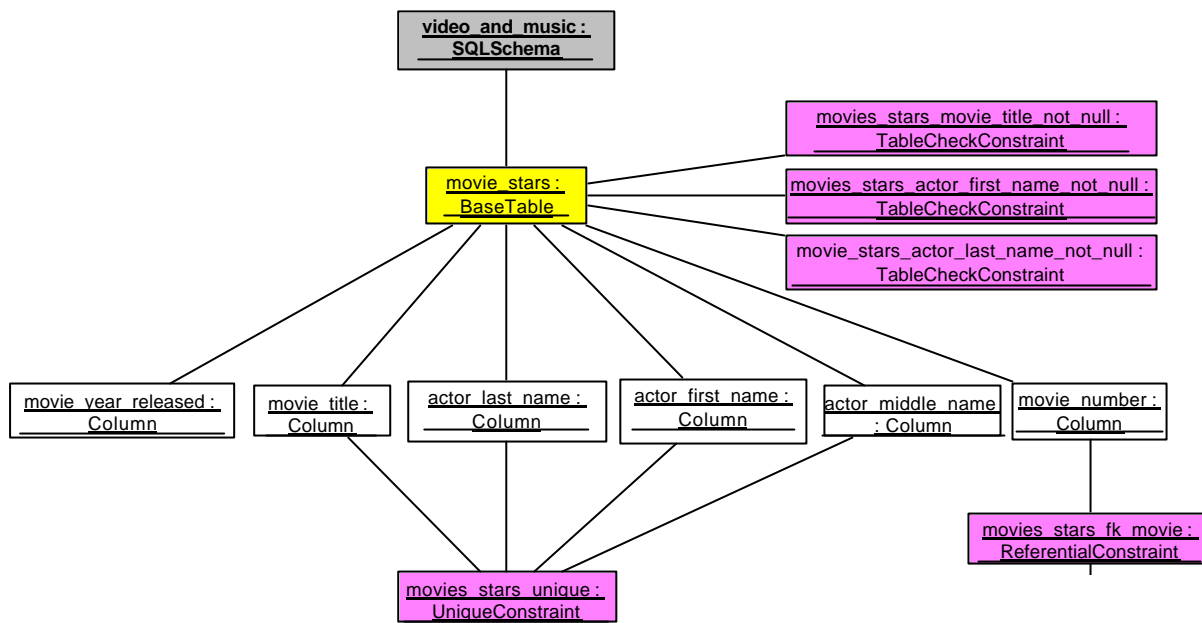 video_and_music :
SQLSchema
movies_stars_movie_title_not_null :
TableCheckConstraint
movie_stars :
BaseTable
movies_stars_actor_first_name_not_null :
TableCheckConstraint
movie_stars_actor_last_name_not_null :
TableCheckConstraint
movie_year_released :
Column
movie_title :
Column
actor_last_name :
Column
actor_first_name :
Column
actor_middle_name
: Column
movie_number :
Column
movies_stars_fk_movie :
ReferentialConstraint
movies_stars_unique :
UniqueConstraint